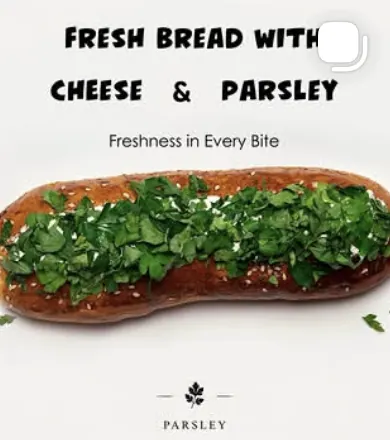 FRESH BREAD WITH
CHEESE & PARSLEY
Freshness in Every Bite
PARSLEY